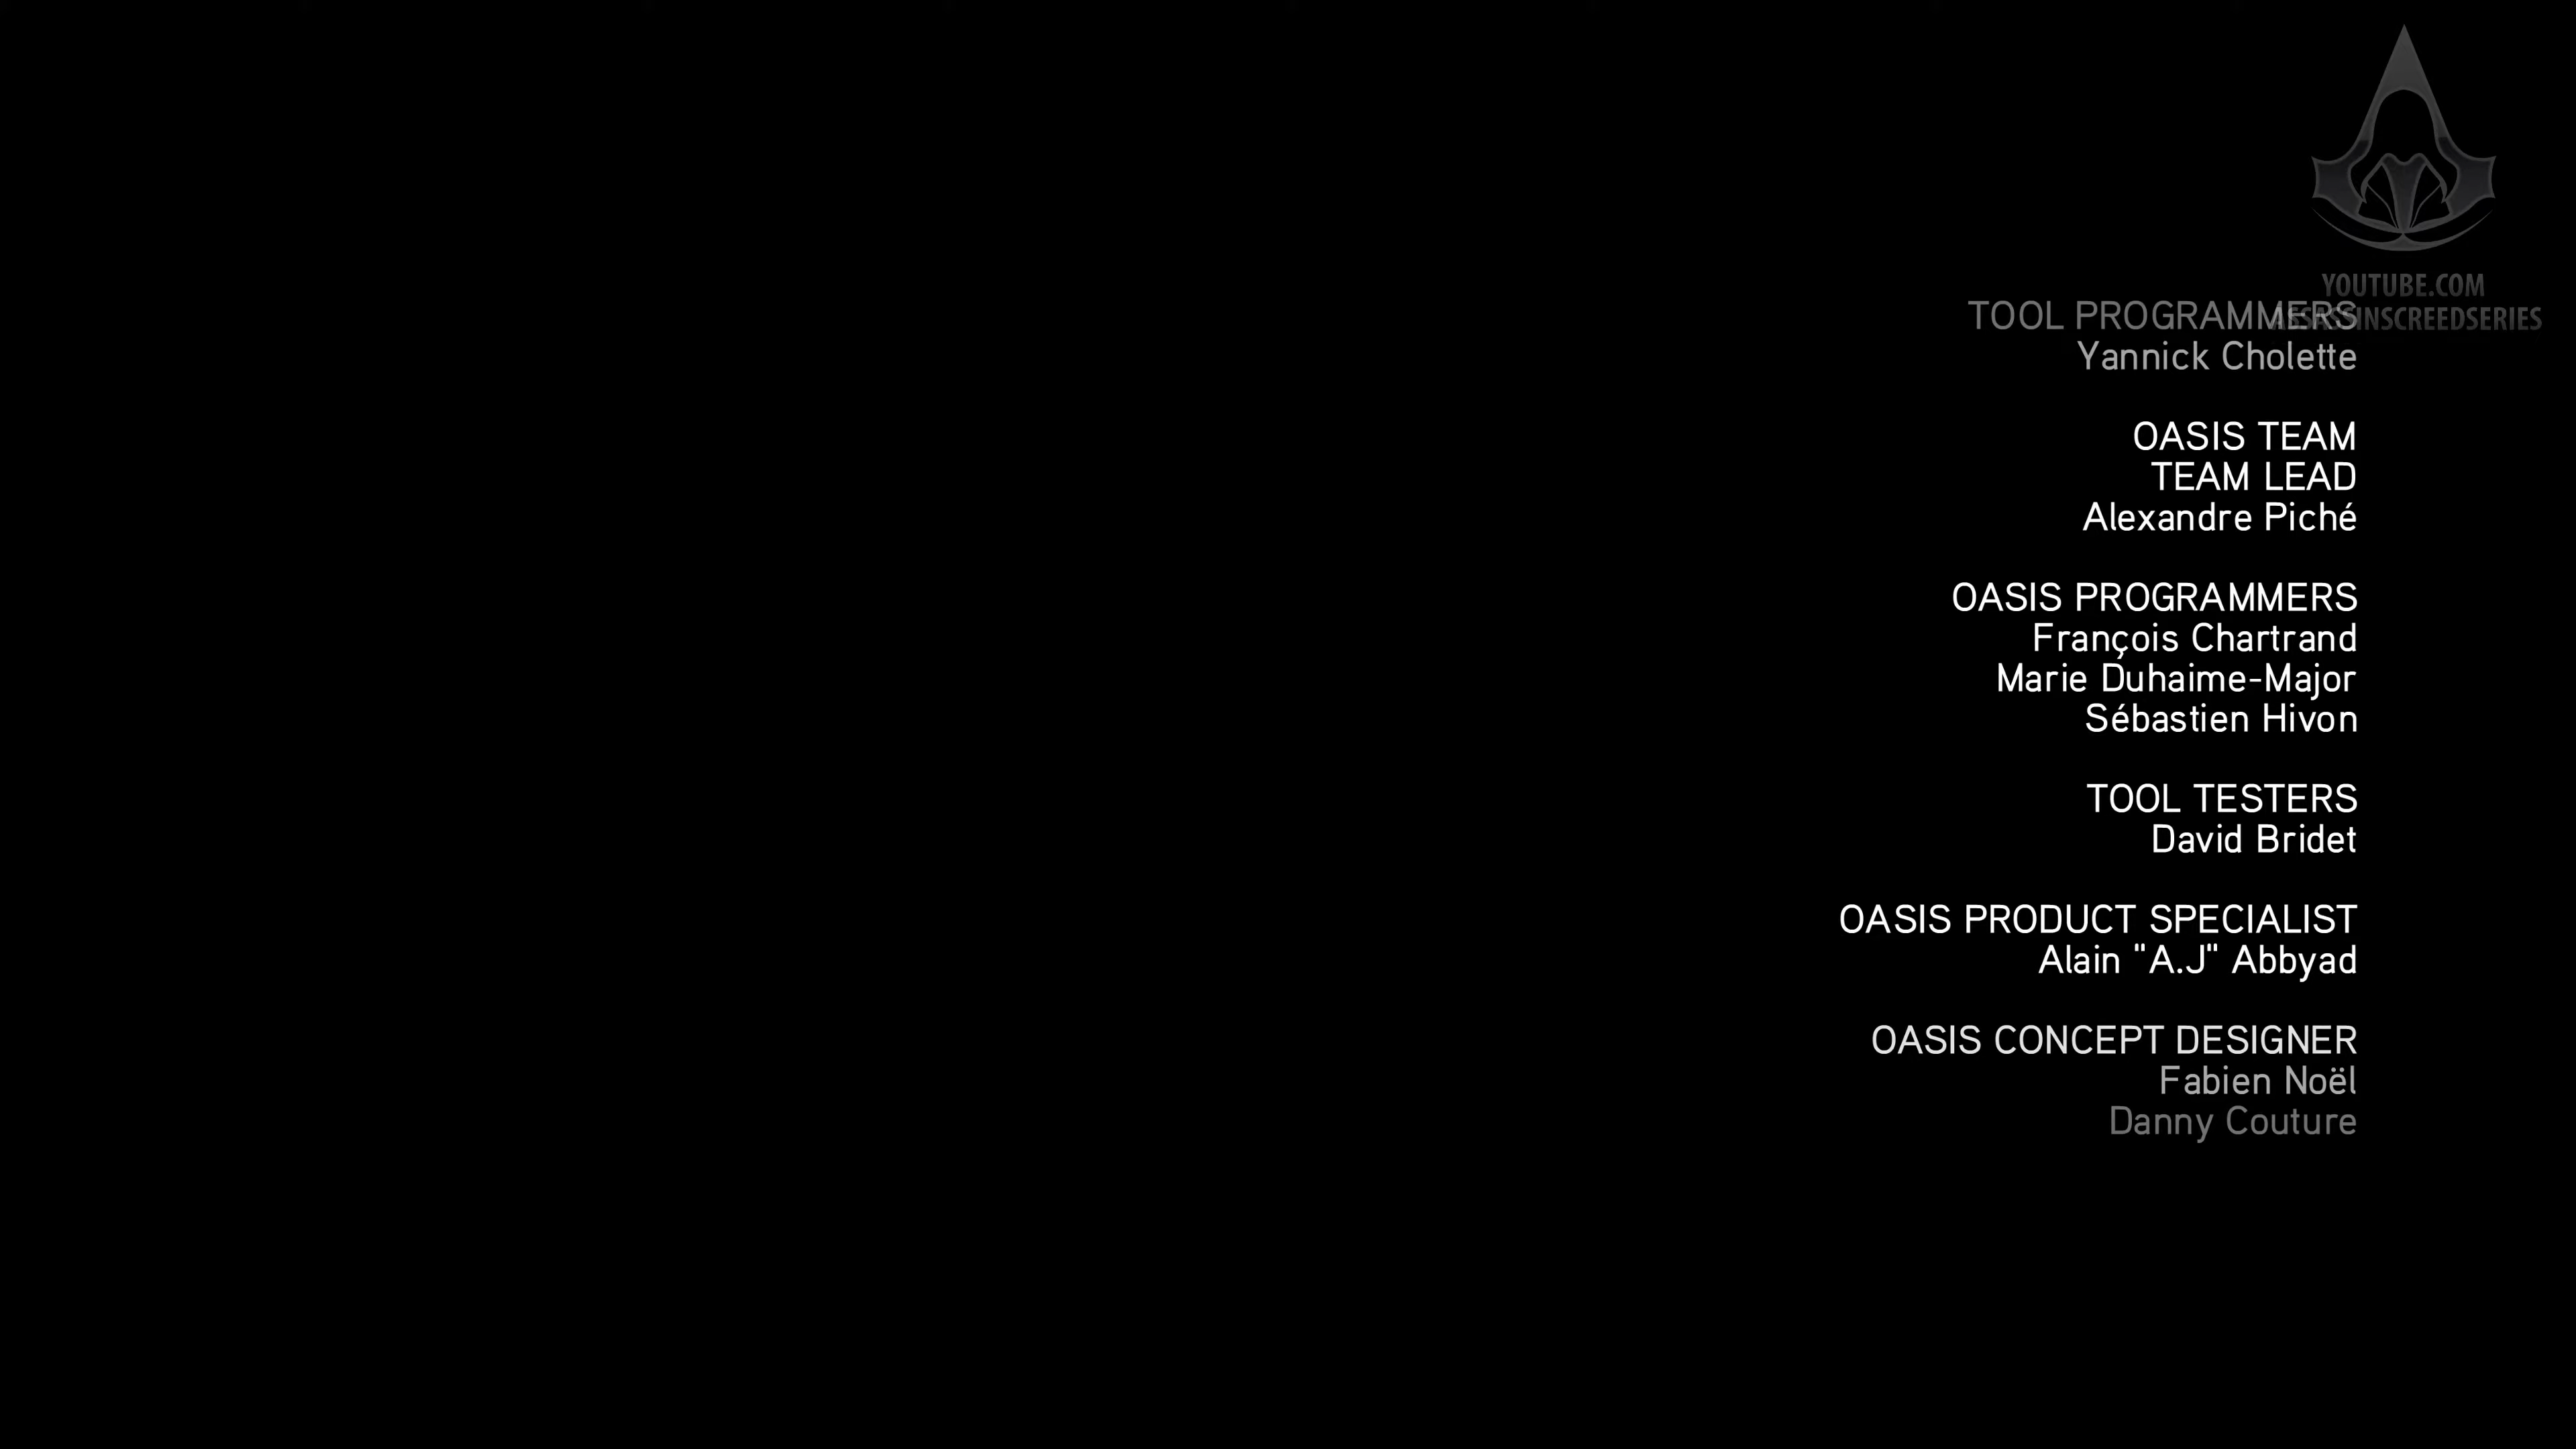 YOUTUBE.COM
ASSASSINSCREEDSERIES
TOOL PROGRAMMERS
Yannick Cholette
OASIS TEAM
TEAM LEAD
Alexandre Piché
OASIS PROGRAMMERS
François Chartrand
Marie Duhaime-Major
Sébastien Hivon
TOOL TESTERS
David Bridet
OASIS PRODUCT SPECIALIST
Alain "A.J" Abbyad
OASIS CONCEPT DESIGNER
Fabien Noël
Danny Couture